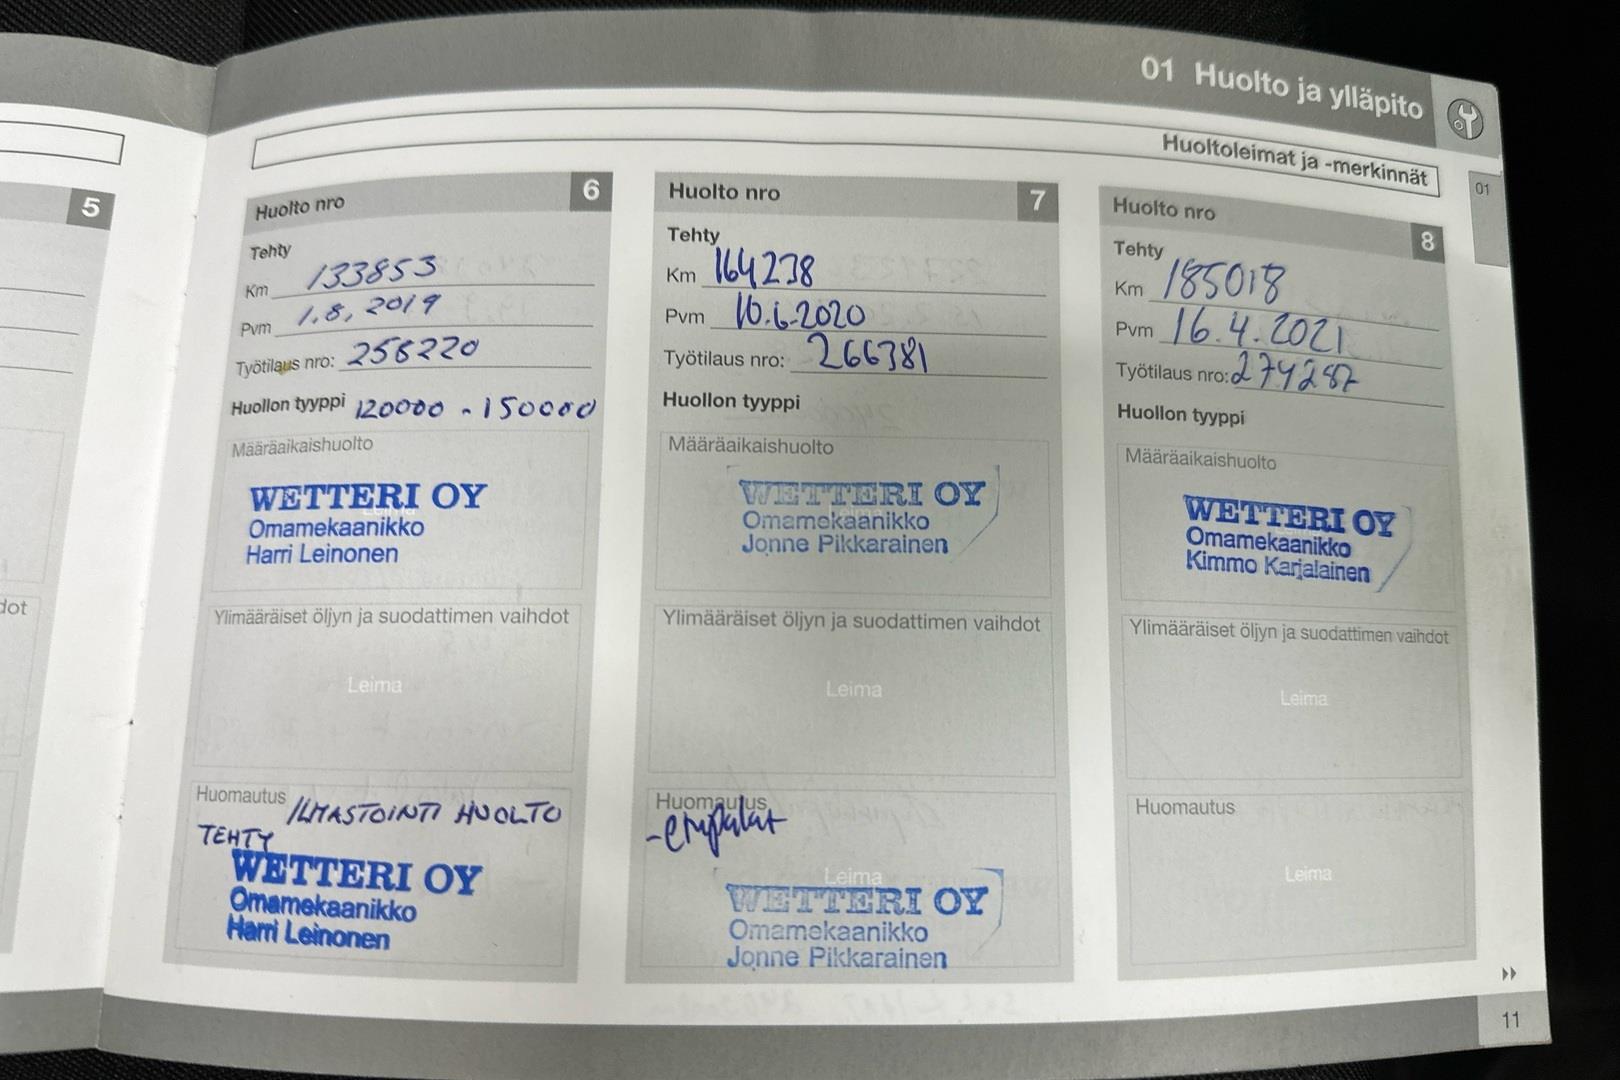 01 Huolto ja ylläpito
Huoltoleimat ja -merkinnät
01
5
dot
Huolto nro 6
Tehty
Km 133853
Pvm 1.8.2019
Työtilaus nro: 258220
Huollon tyyppi 120000 - 150000
Määräaikaishuolto
WETTERI OY
Leima
Omamekaanikko
Harri Leinonen
Ylimääräiset öljyn ja suodattimen vaihdot
Leima
Huomautus ILMASTOINTI HUOLTO
TEHTY
WETTERI OY
Omamekaanikko
Harri Leinonen
Huolto nro 7
Tehty
Km 164238
Pvm 10.6.2020
Työtilaus nro: 266381
Huollon tyyppi
Määräaikaishuolto
WETTERI OY
Leima
Omamekaanikko
Jonne Pikkarainen
Ylimääräiset öljyn ja suodattimen vaihdot
Leima
Huomautus
Leima
WETTERI OY
Omamekaanikko
Jonne Pikkarainen
Huolto nro 8
Tehty
Km 185018
Pvm 16.4.2021
Työtilaus nro: 274287
Huollon tyyppi
Määräaikaishuolto
WETTERI OY
Omamekaanikko
Kimmo Karjalainen
Ylimääräiset öljyn ja suodattimen vaihdot
Leima
Huomautus
Leima
11